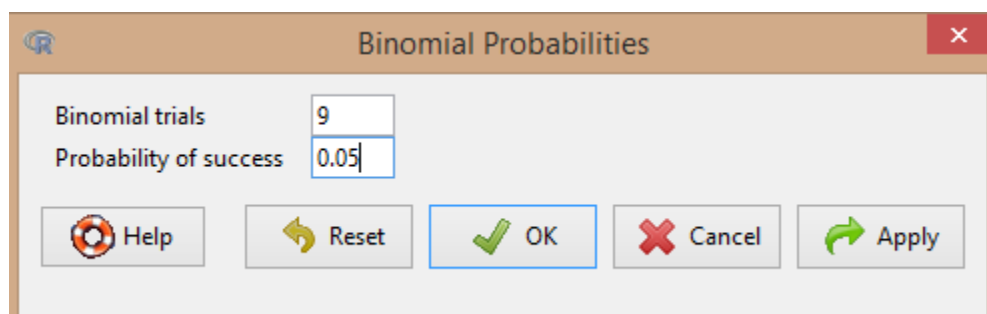 Binomial Probabilities
Binomial trials 9
Probability of success 0.05
Help Reset OK Cancel Apply